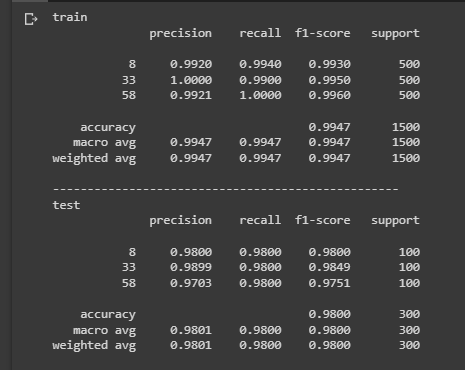 train
precision recall f1-score support
8 0.9920 0.9940 0.9930 500
33 1.0000 0.9900 0.9950 500
58 0.9921 1.0000 0.9960 500
accuracy 0.9947 1500
macro avg 0.9947 0.9947 0.9947 1500
weighted avg 0.9947 0.9947 0.9947 1500
--------------------------------------------------
test
precision recall f1-score support
8 0.9800 0.9800 0.9800 100
33 0.9899 0.9800 0.9849 100
58 0.9703 0.9800 0.9751 100
accuracy 0.9800 300
macro avg 0.9801 0.9800 0.9800 300
weighted avg 0.9801 0.9800 0.9800 300